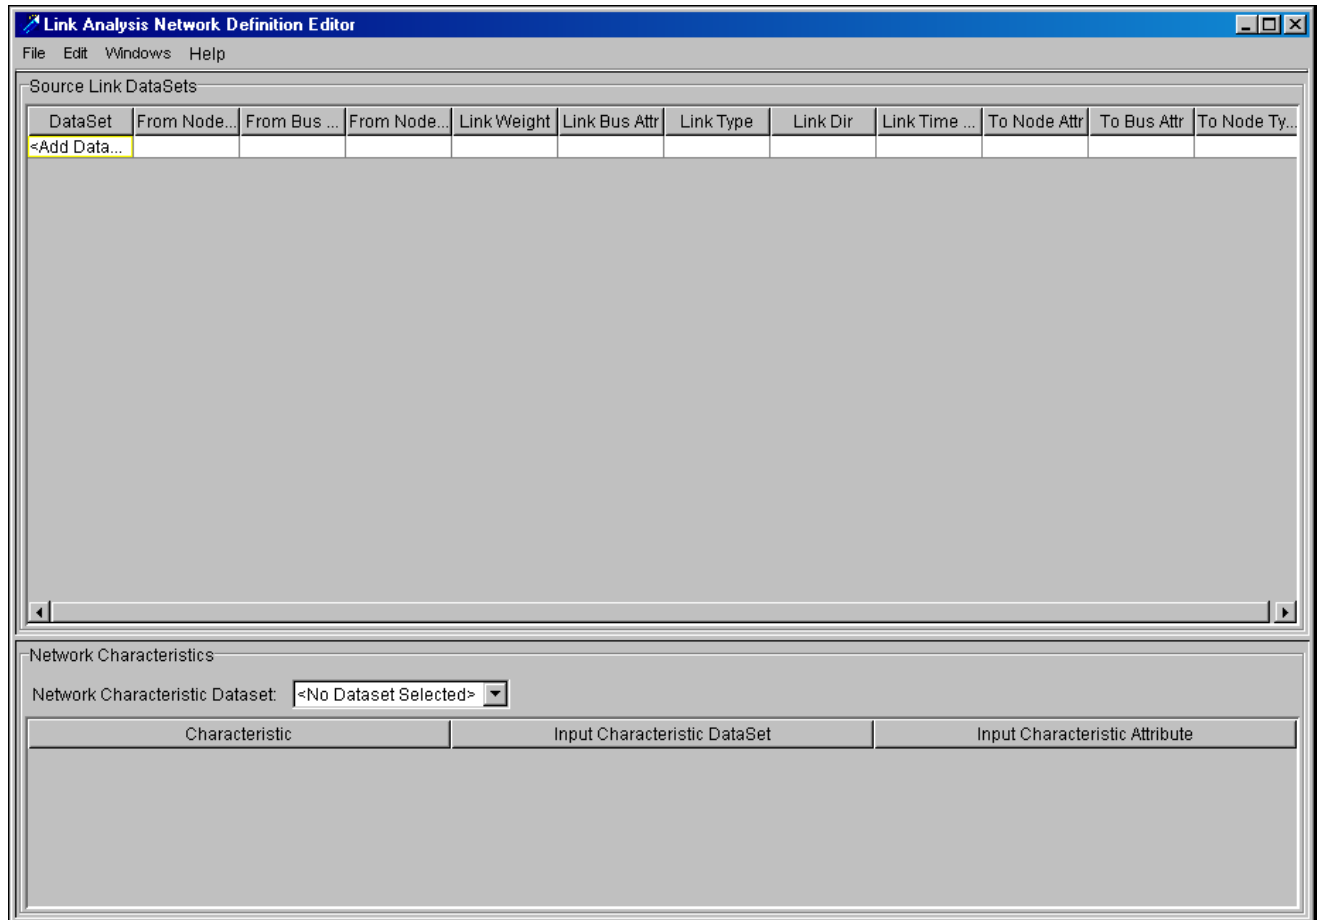 Link Analysis Network Definition Editor
File Edit Windows Help
Source Link DataSets
DataSet From Node... From Bus ... From Node... Link Weight Link Bus Attr Link Type Link Dir Link Time ... To Node Attr To Bus Attr To Node Ty...
<Add Data...
Network Characteristics
Network Characteristic Dataset: <No Dataset Selected>
Characteristic Input Characteristic DataSet Input Characteristic Attribute